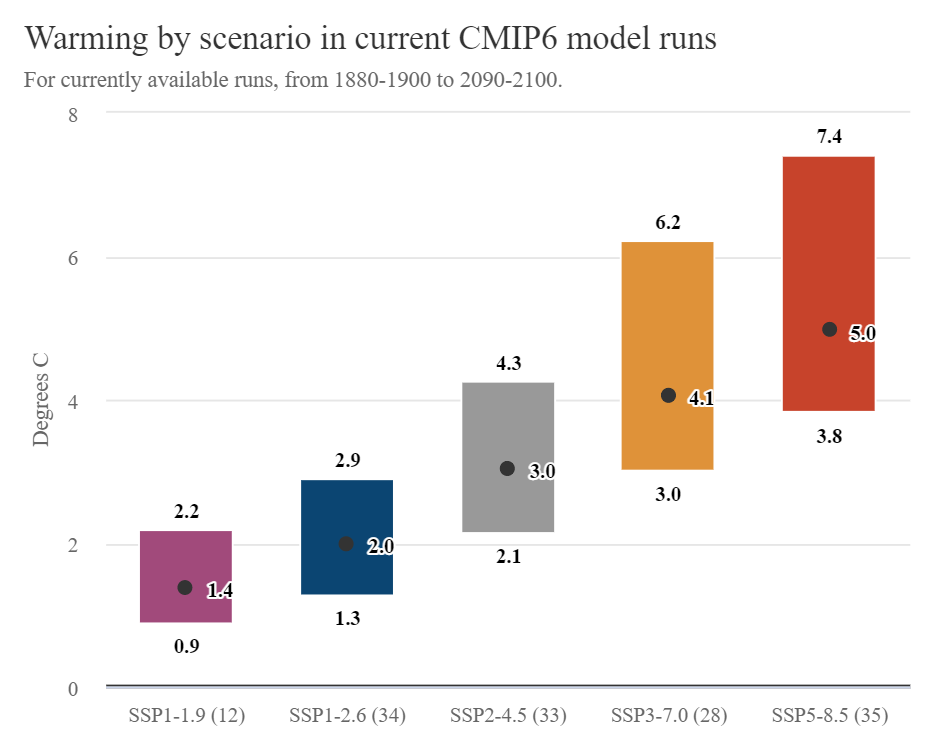 Warming by scenario in current CMIP6 model runs
For currently available runs, from 1880-1900 to 2090-2100.
8
6
4
2
0
Degrees C
2.2
1.4
0.9
2.9
2.0
1.3
4.3
3.0
2.1
6.2
4.1
3.0
7.4
5.0
3.8
SSP1-1.9 (12)
SSP1-2.6 (34)
SSP2-4.5 (33)
SSP3-7.0 (28)
SSP5-8.5 (35)